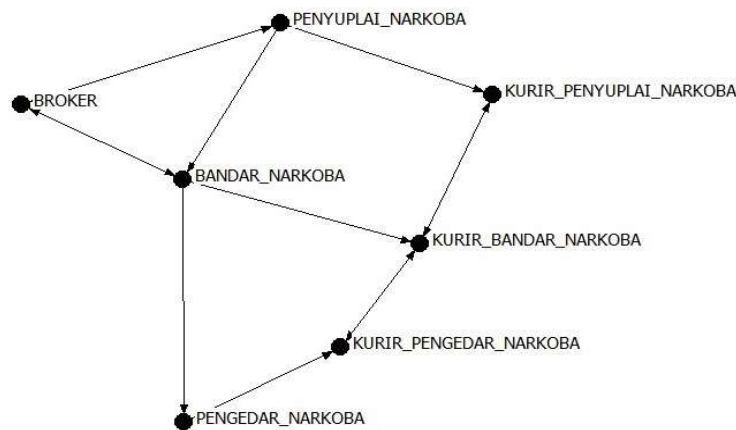 PENYUPLAI_NARKOBA
KURIR_PENYUPLAI_NARKOBA
BROKER
BANDAR_NARKOBA
KURIR_BANDAR_NARKOBA
KURIR_PENGEDAR_NARKOBA
PENGEDAR_NARKOBA